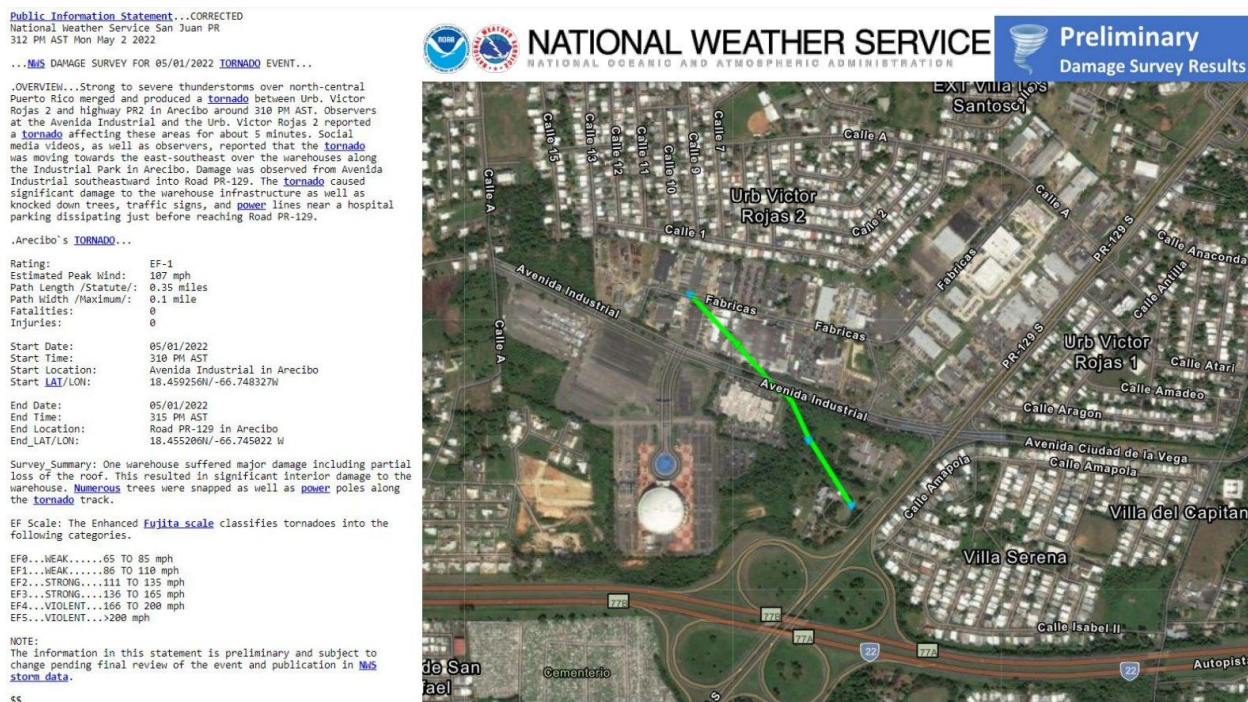 Public Information Statement...CORRECTED
National Weather Service San Juan PR
312 PM AST Mon May 2 2022
...NWS DAMAGE SURVEY FOR 05/01/2022 TORNADO EVENT...
.OVERVIEW...Strong to severe thunderstorms over north-central
Puerto Rico merged and produced a tornado between Urb. Victor
Rojas 2 and highway PR2 in Arecibo around 310 PM AST. Observers
at the Avenida Industrial and the Urb. Victor Rojas 2 reported
a tornado affecting these areas for about 5 minutes. Social
media videos, as well as observers, reported that the tornado
was moving towards the east-southeast over the warehouses along
the Industrial Park in Arecibo. Damage was observed from Avenida
Industrial southeastward into Road PR-129. The tornado caused
significant damage to the warehouse infrastructure as well as
knocked down trees, traffic signs, and power lines near a hospital
parking dissipating just before reaching Road PR-129.
.Arecibo`s TORNADO...
Rating: EF-1
Estimated Peak Wind: 107 mph
Path Length /Statute/: 0.35 miles
Path Width /Maximum/: 0.1 mile
Fatalities: 0
Injuries: 0
Start Date: 05/01/2022
Start Time: 310 PM AST
Start Location: Avenida Industrial in Arecibo
Start LAT/LON: 18.459256N/-66.748327W
End Date: 05/01/2022
End Time: 315 PM AST
End Location: Road PR-129 in Arecibo
End_LAT/LON: 18.455206N/-66.745022 W
Survey_Summary: One warehouse suffered major damage including partial
loss of the roof. This resulted in significant interior damage to the
warehouse. Numerous trees were snapped as well as power poles along
the tornado track.
EF Scale: The Enhanced Fujita scale classifies tornadoes into the
following categories.
EF0...WEAK......65 TO 85 mph
EF1...WEAK......86 TO 110 mph
EF2...STRONG....111 TO 135 mph
EF3...STRONG....136 TO 165 mph
EF4...VIOLENT...166 TO 200 mph
EF5...VIOLENT...>200 mph
NOTE:
The information in this statement is preliminary and subject to
change pending final review of the event and publication in NWS
storm data.
$$
NOAA
NATIONAL WEATHER SERVICE
NATIONAL OCEANIC AND ATMOSPHERIC ADMINISTRATION
Preliminary
Damage Survey Results
EXT Villa Los
Santos I
Calle 15
Calle 13
Calle 12
Calle 11
Calle 10
Calle 9
Calle 7
Calle A
Calle A
Urb Victor
Rojas 2
Calle 2
Calle A
Calle 1
PR-129 S
Calle Anaconda
Avenida Industrial
Fabricas
Fabricas
Fabricas
Calle Antilla
Calle A
PR-129 S
Urb Victor
Rojas 1
Calle Atari
Calle Amadeo
Avenida Industrial
Calle Aragon
Avenida Ciudad de la Vega
Calle Amapola
Calle Amapola
Villa del Capitan
Villa Serena
77B
77B
77A
Calle Isabel II
22
77A
Autopista
22
de San
fael
Cementerio
S